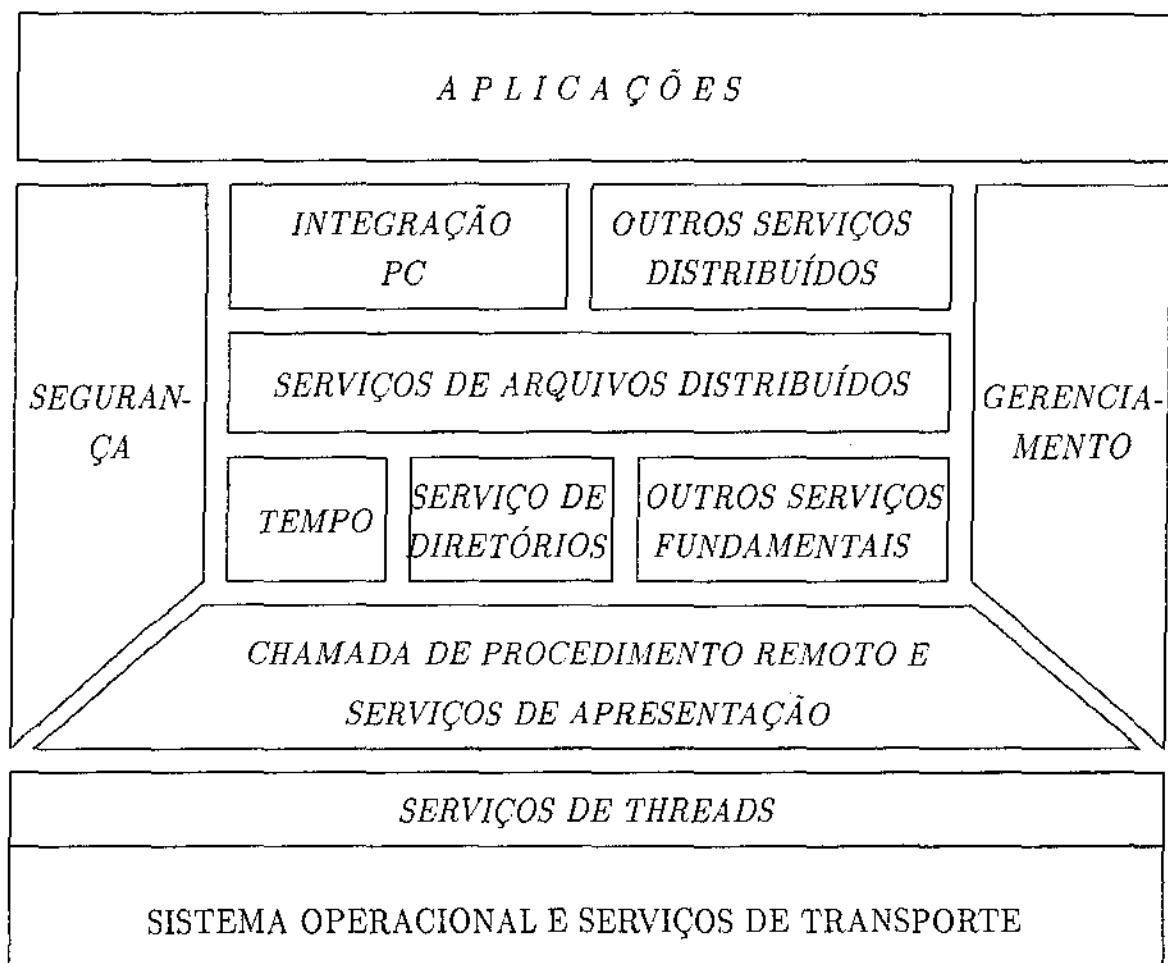 APLICAÇÕES
INTEGRAÇÃO
PC
OUTROS SERVIÇOS
DISTRIBUÍDOS
SEGURAN-
ÇA
SERVIÇOS DE ARQUIVOS DISTRIBUÍDOS
GERENCIA-
MENTO
TEMPO
SERVIÇO DE
DIRETÓRIOS
OUTROS SERVIÇOS
FUNDAMENTAIS
CHAMADA DE PROCEDIMENTO REMOTO E
SERVIÇOS DE APRESENTAÇÃO
SERVIÇOS DE THREADS
SISTEMA OPERACIONAL E SERVIÇOS DE TRANSPORTE